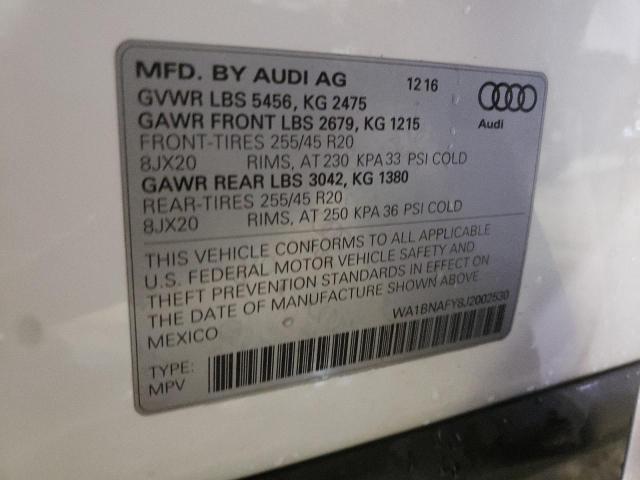 MFD. BY AUDI AG 12 16
GVWR LBS 5456, KG 2475
GAWR FRONT LBS 2679, KG 1215
FRONT-TIRES 255/45 R20
8JX20 RIMS, AT 230 KPA 33 PSI COLD
GAWR REAR LBS 3042, KG 1380
REAR-TIRES 255/45 R20
8JX20 RIMS, AT 250 KPA 36 PSI COLD
Audi
THIS VEHICLE CONFORMS TO ALL APPLICABLE
U.S. FEDERAL MOTOR VEHICLE SAFETY AND
THEFT PREVENTION STANDARDS IN EFFECT ON
THE DATE OF MANUFACTURE SHOWN ABOVE
MEXICO WA1BNAFY8J2002530
TYPE:
MPV